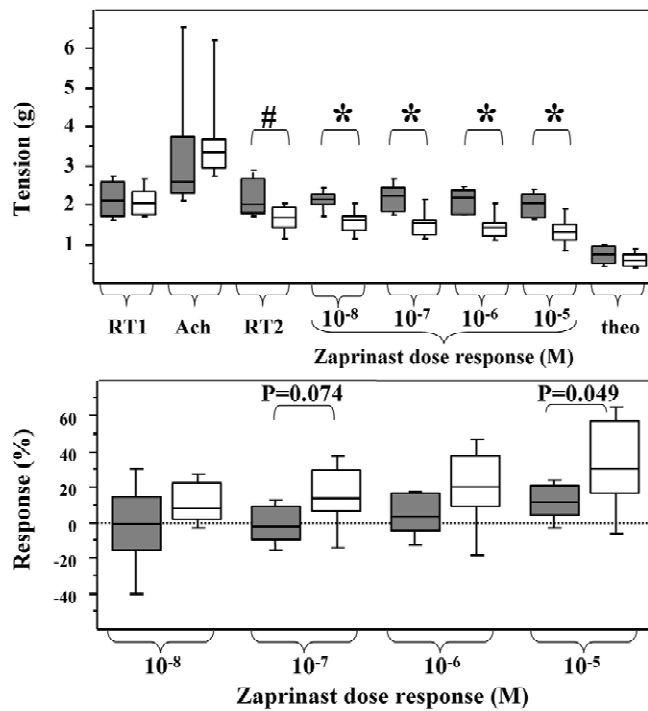 6
5
4
3
2
1
Tension (g)
# * * * *
RT1 Ach RT2 10-8 10-7 10-6 10-5 theo
Zaprinast dose response (M)
P=0.074 P=0.049
60
40
20
0
-20
-40
Response (%)
10-8 10-7 10-6 10-5
Zaprinast dose response (M)